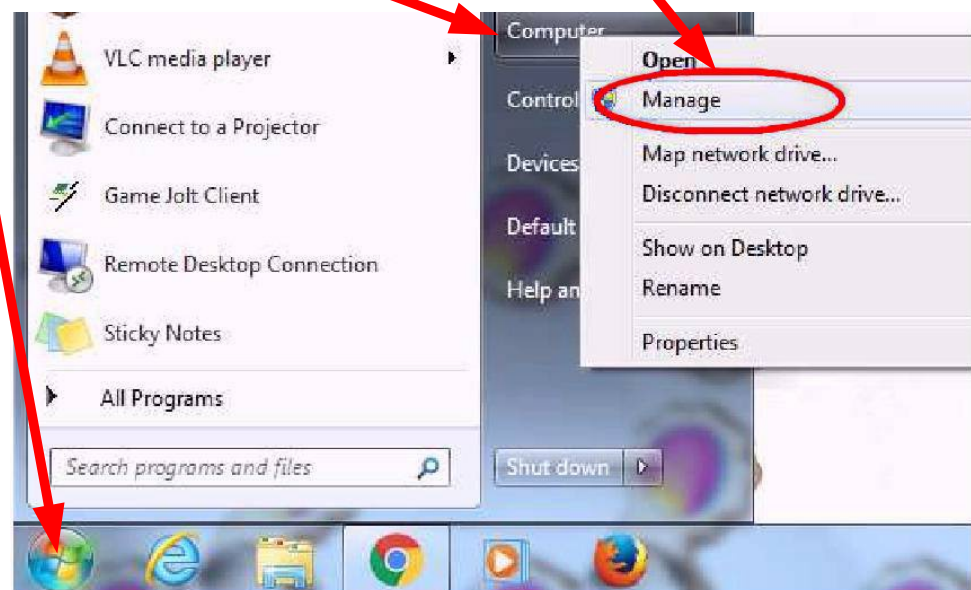 VLC media player
Connect to a Projector
Game Jolt Client
Remote Desktop Connection
Sticky Notes
All Programs
Search programs and files
Computer
Control
Devices
Default
Help an
Shut down
Open
Manage
Map network drive...
Disconnect network drive...
Show on Desktop
Rename
Properties